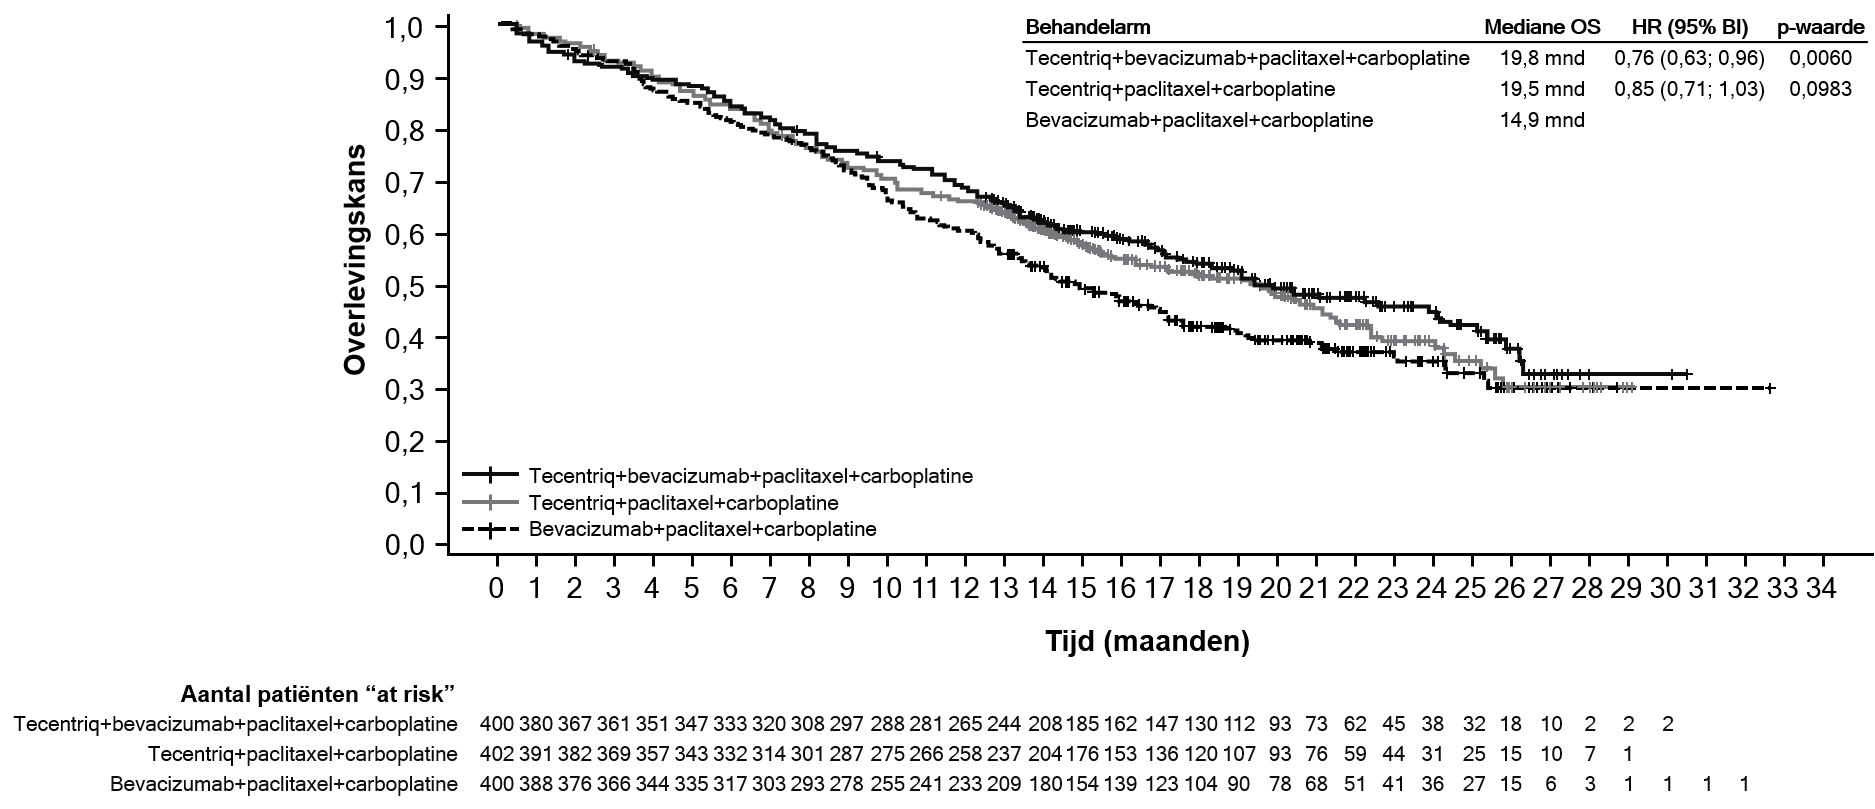 Behandelarm Mediane OS HR (95% BI) p-waarde
Tecentriq+bevacizumab+paclitaxel+carboplatine 19,8 mnd 0,76 (0,63; 0,96) 0,0060
Tecentriq+paclitaxel+carboplatine 19,5 mnd 0,85 (0,71; 1,03) 0,0983
Bevacizumab+paclitaxel+carboplatine 14,9 mnd
Overlevingskans
1,0
0,9
0,8
0,7
0,6
0,5
0,4
0,3
0,2
0,1
0,0
Tecentriq+bevacizumab+paclitaxel+carboplatine
Tecentriq+paclitaxel+carboplatine
Bevacizumab+paclitaxel+carboplatine
0 1 2 3 4 5 6 7 8 9 10 11 12 13 14 15 16 17 18 19 20 21 22 23 24 25 26 27 28 29 30 31 32 33 34
Tijd (maanden)
Aantal patiënten “at risk”
Tecentriq+bevacizumab+paclitaxel+carboplatine 400 380 367 361 351 347 333 320 308 297 288 281 265 244 208 185 162 147 130 112 93 73 62 45 38 32 18 10 2 2 2
Tecentriq+paclitaxel+carboplatine 402 391 382 369 357 343 332 314 301 287 275 266 258 237 204 176 153 136 120 107 93 76 59 44 31 25 15 10 7 1
Bevacizumab+paclitaxel+carboplatine 400 388 376 366 344 335 317 303 293 278 255 241 233 209 180 154 139 123 104 90 78 68 51 41 36 27 15 6 3 1 1 1 1